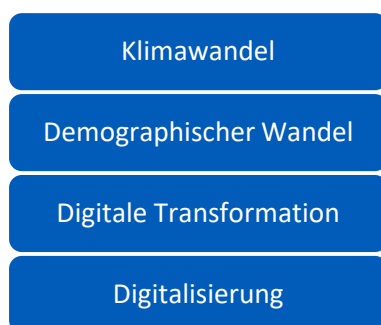 Klimawandel
Demographischer Wandel
Digitale Transformation
Digitalisierung